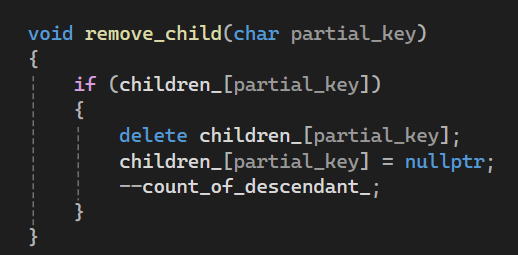 void remove_child(char partial_key)
{
    if (children_[partial_key])
    {
        delete children_[partial_key];
        children_[partial_key] = nullptr;
        --count_of_descendant_;
    }
}